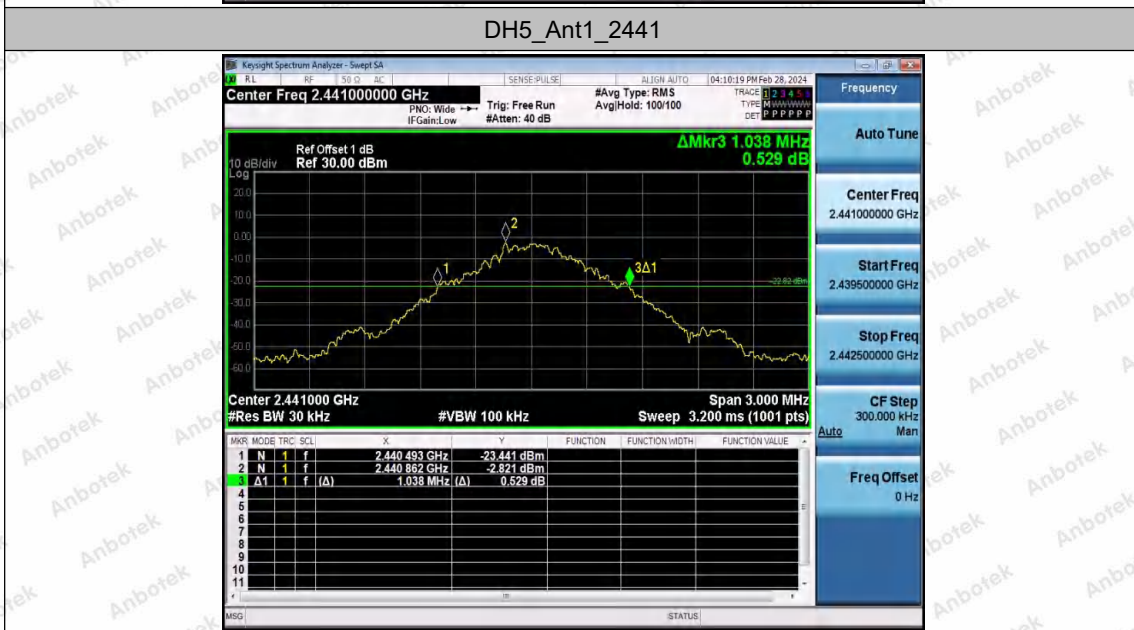 DH5_Ant1_2441
Keysight Spectrum Analyzer - Swept SA
RL RF 50 Ω AC SENSE:PULSE ALIGN AUTO 04:10:19 PM Feb 28, 2024
Center Freq 2.441000000 GHz
PNO: Wide
IFGain:Low
Trig: Free Run
#Atten: 40 dB
#Avg Type: RMS
Avg|Hold: 100/100
TRACE 1 2 3 4 5 6
TYPE M
DET P P P P P P
Frequency
Auto Tune
Center Freq
2.441000000 GHz
Start Freq
2.439500000 GHz
Stop Freq
2.442500000 GHz
CF Step
300.000 kHz
Auto Man
Freq Offset
0 Hz
ΔMkr3 1.038 MHz
0.529 dB
Ref Offset 1 dB
10 dB/div Ref 30.00 dBm
Log
20.0
10.0
0.00
-10.0
-20.0
-30.0
-40.0
-50.0
-60.0
1
2
3Δ1
-22.82 dBm
Center 2.441000 GHz Span 3.000 MHz
#Res BW 30 kHz #VBW 100 kHz Sweep 3.200 ms (1001 pts)
MKR MODE TRC SCL X Y FUNCTION FUNCTION WIDTH FUNCTION VALUE
1 N 1 f 2.440 493 GHz -23.441 dBm
2 N 1 f 2.440 862 GHz -2.821 dBm
3 Δ1 1 f (Δ) 1.038 MHz (Δ) 0.529 dB
4
5
6
7
8
9
10
11
MSG STATUS
Anbotek